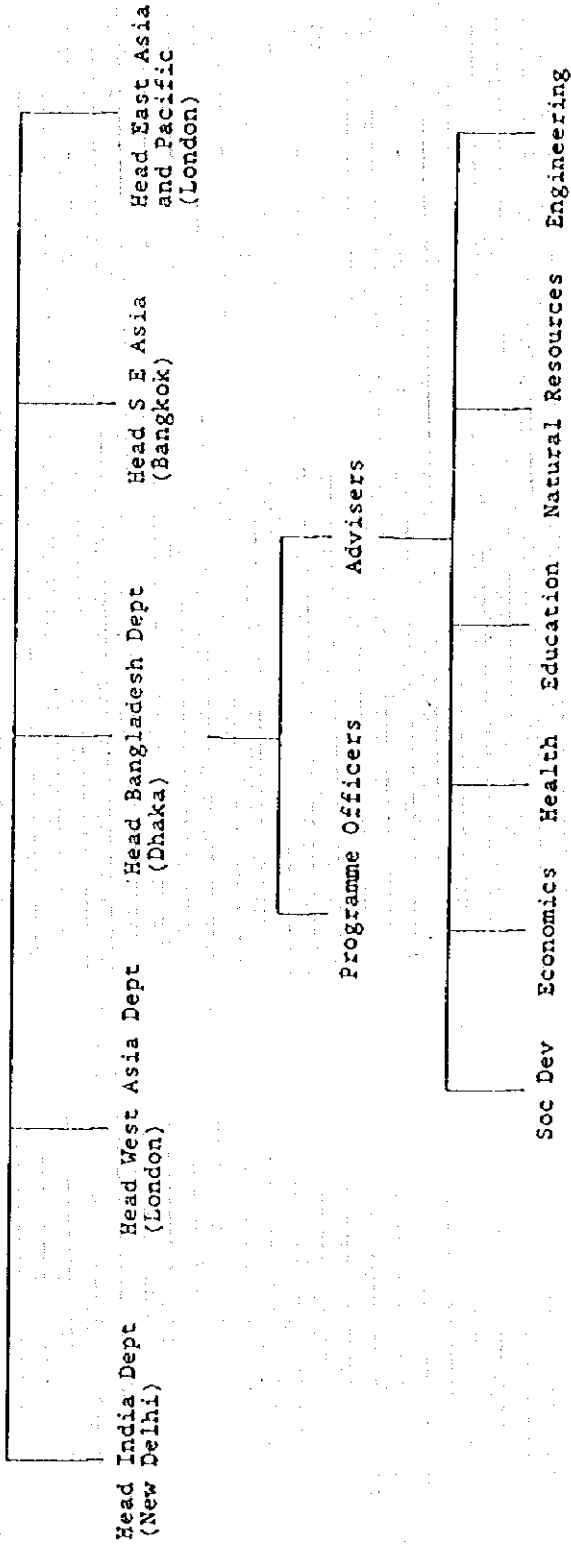 Head India Dept
(New Delhi)
Head West Asia Dept
(London)
Head Bangladesh Dept
(Dhaka)
Head S E Asia
(Bangkok)
Head East Asia
and Pacific
(London)
Programme Officers
Advisers
Soc Dev
Economics
Health
Education
Natural Resources
Engineering